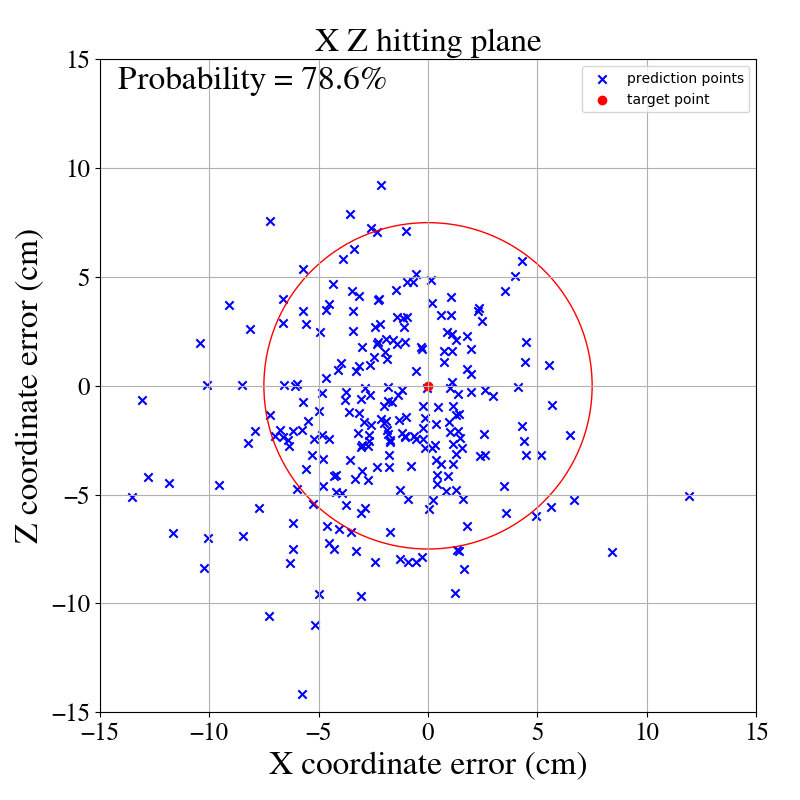 X Z hitting plane
Probability = 78.6%
prediction points
target point
Z coordinate error (cm)
15
10
5
0
−5
−10
−15
−15 −10 −5 0 5 10 15
X coordinate error (cm)